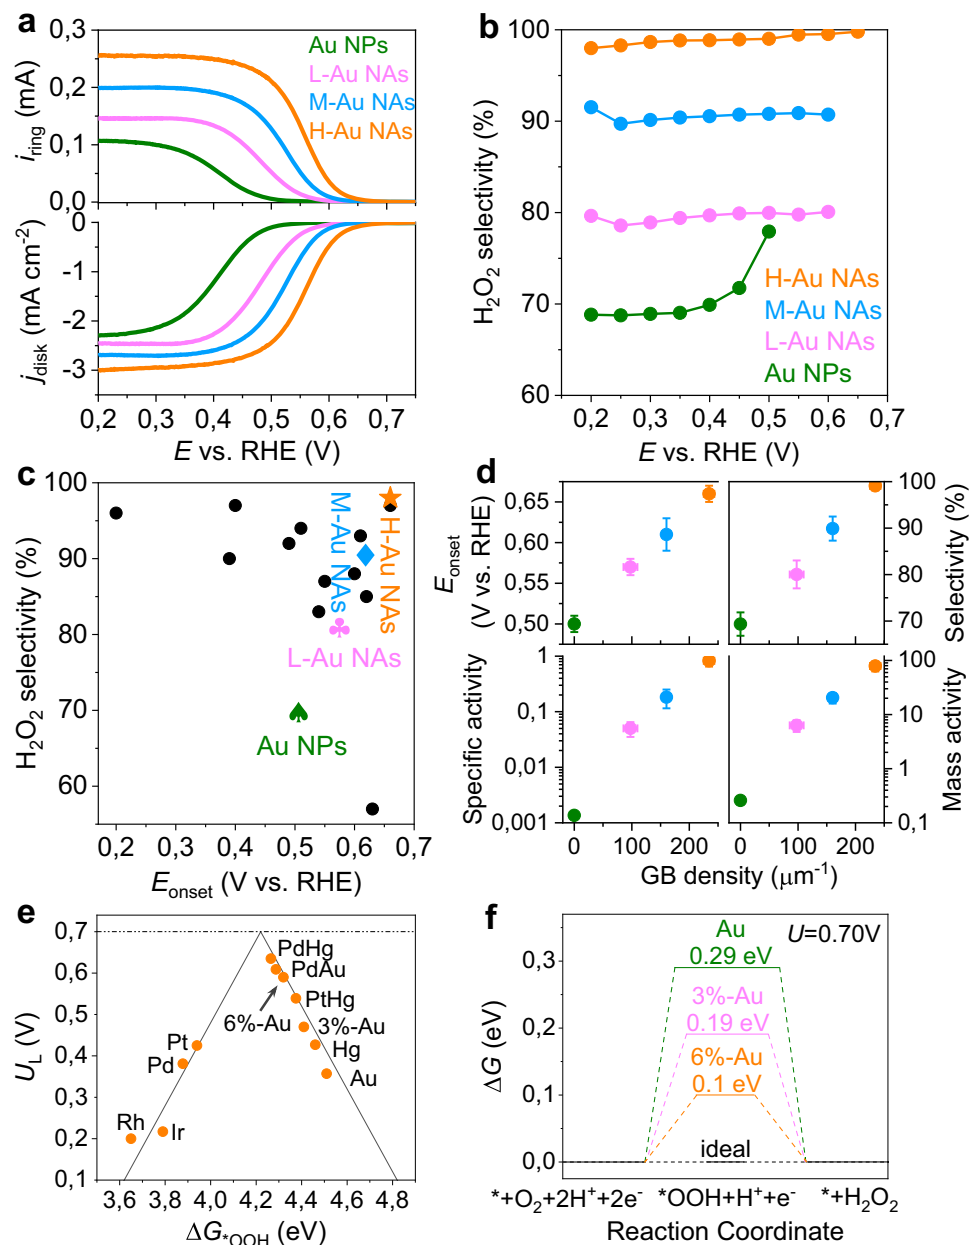 a
0,3
0,2
0,1
0,0
i_ring (mA)
Au NPs
L-Au NAs
M-Au NAs
H-Au NAs
0
-1
-2
-3
j_disk (mA cm⁻²)
0,2 0,3 0,4 0,5 0,6 0,7
E vs. RHE (V)
b
100
90
80
70
60
H₂O₂ selectivity (%)
H-Au NAs
M-Au NAs
L-Au NAs
Au NPs
0,2 0,3 0,4 0,5 0,6 0,7
E vs. RHE (V)
c
100
90
80
70
60
H₂O₂ selectivity (%)
M-Au NAs
H-Au NAs
L-Au NAs
Au NPs
0,2 0,3 0,4 0,5 0,6 0,7
E_onset (V vs. RHE)
d
E_onset
(V vs. RHE)
0,65
0,60
0,55
0,50
100
90
80
70
Selectivity (%)
Specific activity
1
0,1
0,01
0,001
100
10
1
0,1
Mass activity
0 100 200 0 100 200
GB density (μm⁻¹)
e
0,7
0,6
0,5
0,4
0,3
0,2
0,1
U_L (V)
PdHg
PdAu
6%-Au
PtHg
3%-Au
Pt
Hg
Pd
Au
Rh
Ir
3,6 3,8 4,0 4,2 4,4 4,6 4,8
ΔG_*OOH (eV)
f
0,3
0,2
0,1
0,0
ΔG (eV)
Au
0.29 eV
U=0.70V
3%-Au
0.19 eV
6%-Au
0.1 eV
ideal
*+O₂+2H⁺+2e⁻ *OOH+H⁺+e⁻ *+H₂O₂
Reaction Coordinate